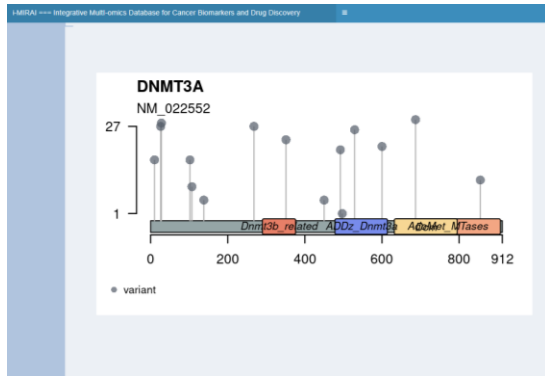 i-MIRAI === Integrative Multi-omics Database for Cancer Biomarkers and Drug Discovery
DNMT3A
NM_022552
27
1
Dnmt3b_related ADDz_Dnmt3a AdoMet_MTases
0 200 400 600 800 912
variant